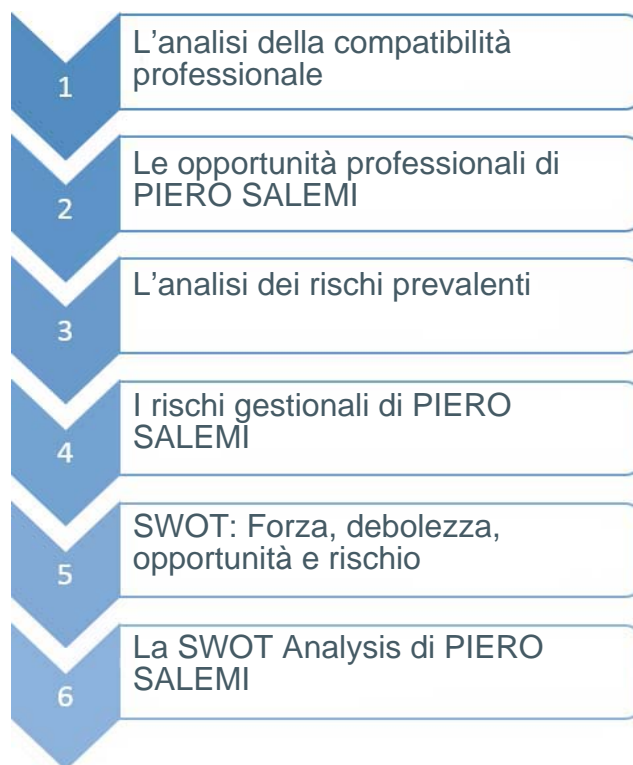 1
L’analisi della compatibilità
professionale
2
Le opportunità professionali di
PIERO SALEMI
3
L’analisi dei rischi prevalenti
4
I rischi gestionali di PIERO
SALEMI
5
SWOT: Forza, debolezza,
opportunità e rischio
6
La SWOT Analysis di PIERO
SALEMI